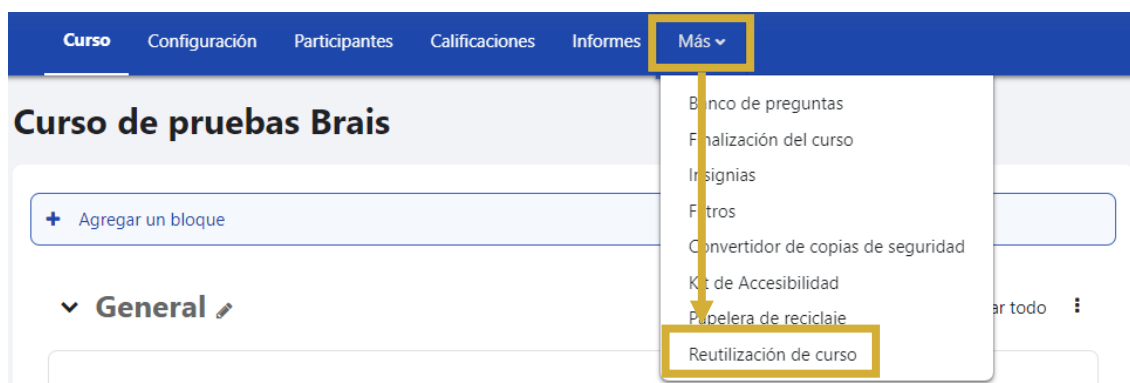 Curso Configuración Participantes Calificaciones Informes Más
Curso de pruebas Brais
Banco de preguntas
Finalización del curso
Insignias
Filtros
Convertidor de copias de seguridad
Kit de Accesibilidad
Papelera de reciclaje
Reutilización de curso
+ Agregar un bloque
General
ar todo